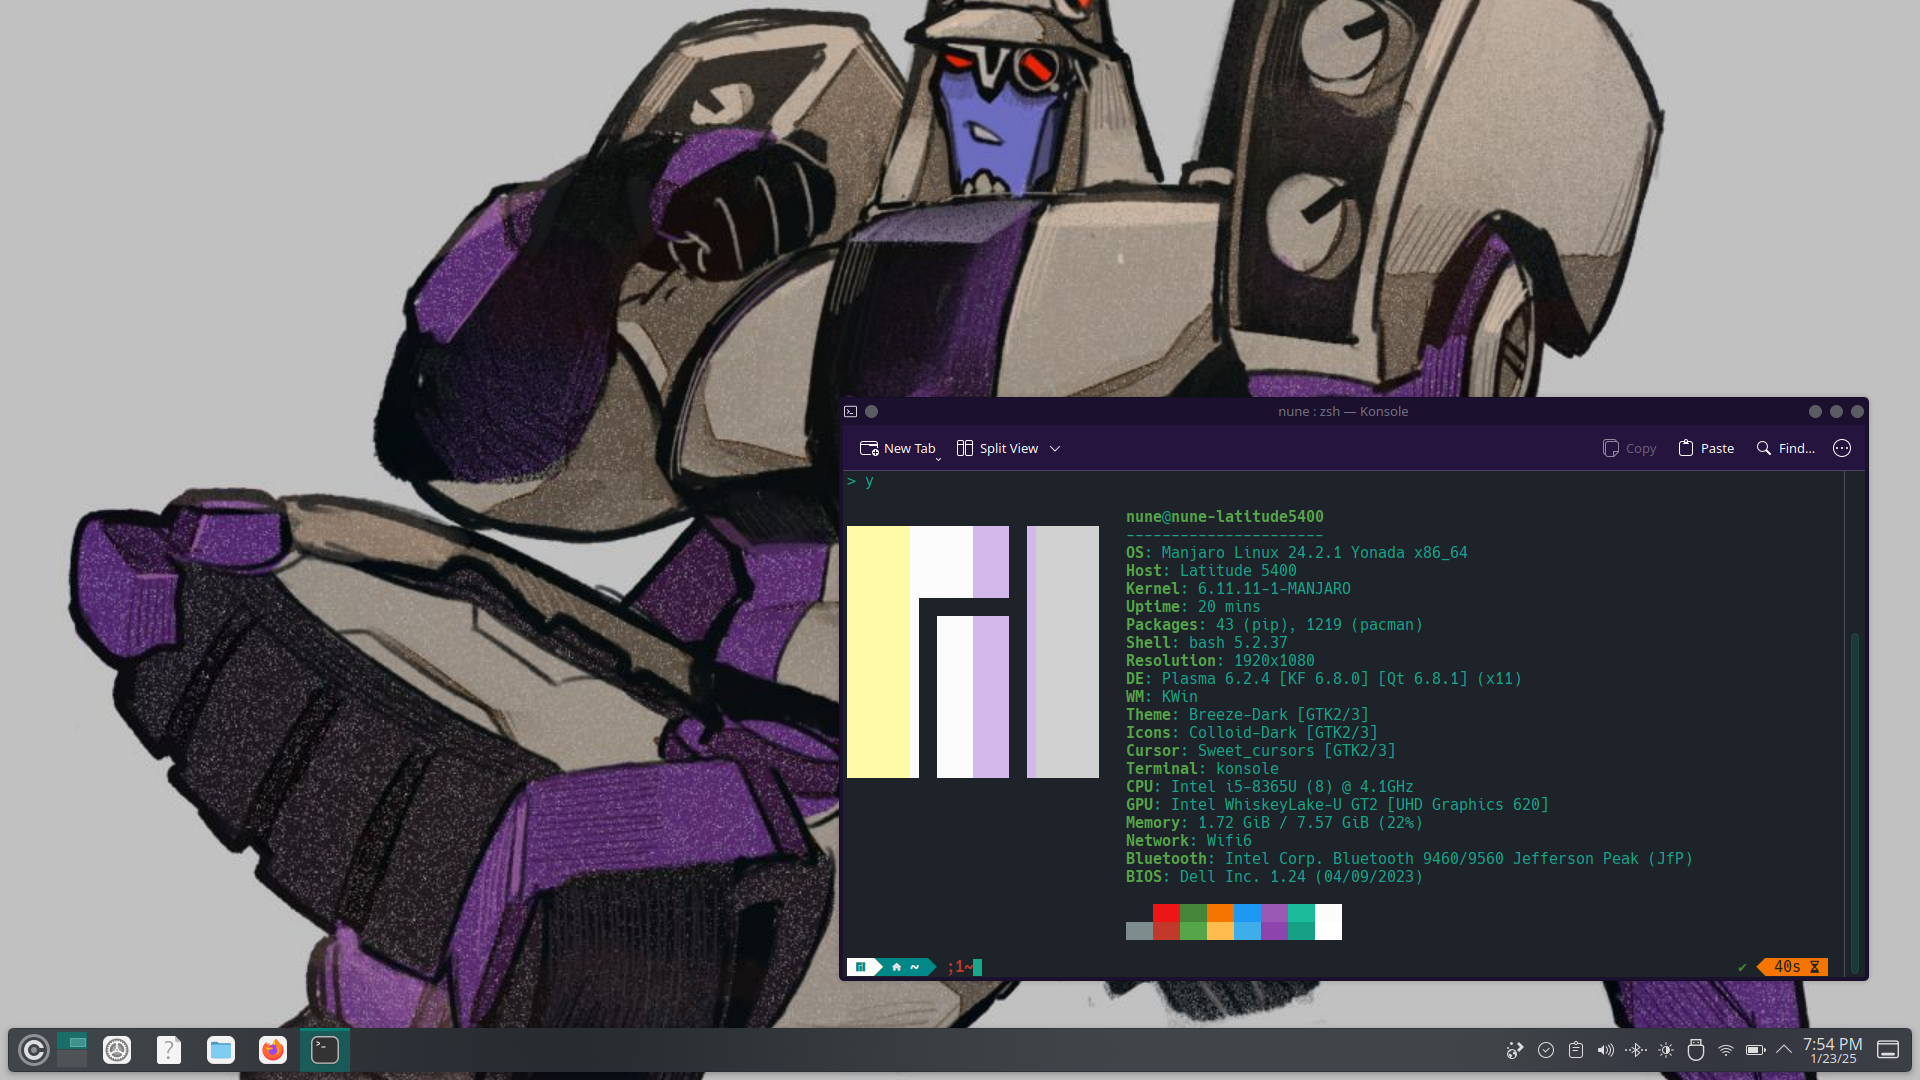 nune : zsh — Konsole
New Tab Split View Copy Paste Find...
> y
nune@nune-latitude5400
----------------------
OS: Manjaro Linux 24.2.1 Yonada x86_64
Host: Latitude 5400
Kernel: 6.11.11-1-MANJARO
Uptime: 20 mins
Packages: 43 (pip), 1219 (pacman)
Shell: bash 5.2.37
Resolution: 1920x1080
DE: Plasma 6.2.4 [KF 6.8.0] [Qt 6.8.1] (x11)
WM: KWin
Theme: Breeze-Dark [GTK2/3]
Icons: Colloid-Dark [GTK2/3]
Cursor: Sweet_cursors [GTK2/3]
Terminal: konsole
CPU: Intel i5-8365U (8) @ 4.1GHz
GPU: Intel WhiskeyLake-U GT2 [UHD Graphics 620]
Memory: 1.72 GiB / 7.57 GiB (22%)
Network: Wifi6
Bluetooth: Intel Corp. Bluetooth 9460/9560 Jefferson Peak (JfP)
BIOS: Dell Inc. 1.24 (04/09/2023)
~ ;1~ ✔ 40s
7:54 PM
1/23/25